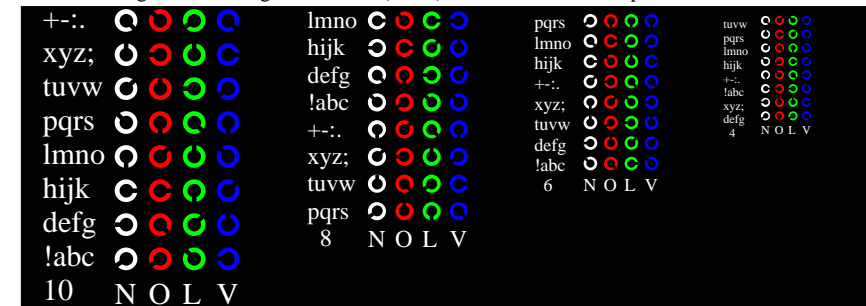 +-:.
xyz;
tuvw
pqrs
lmno
hijk
defg
!abc
10 N O L V
lmno
hijk
defg
!abc
+-:.
xyz;
tuvw
pqrs
8 N O L V
pqrs
lmno
hijk
+-:.
xyz;
tuvw
defg
!abc
6 N O L V
tuvw
pqrs
lmno
hijk
+-:.
!abc
xyz;
defg
4 N O L V